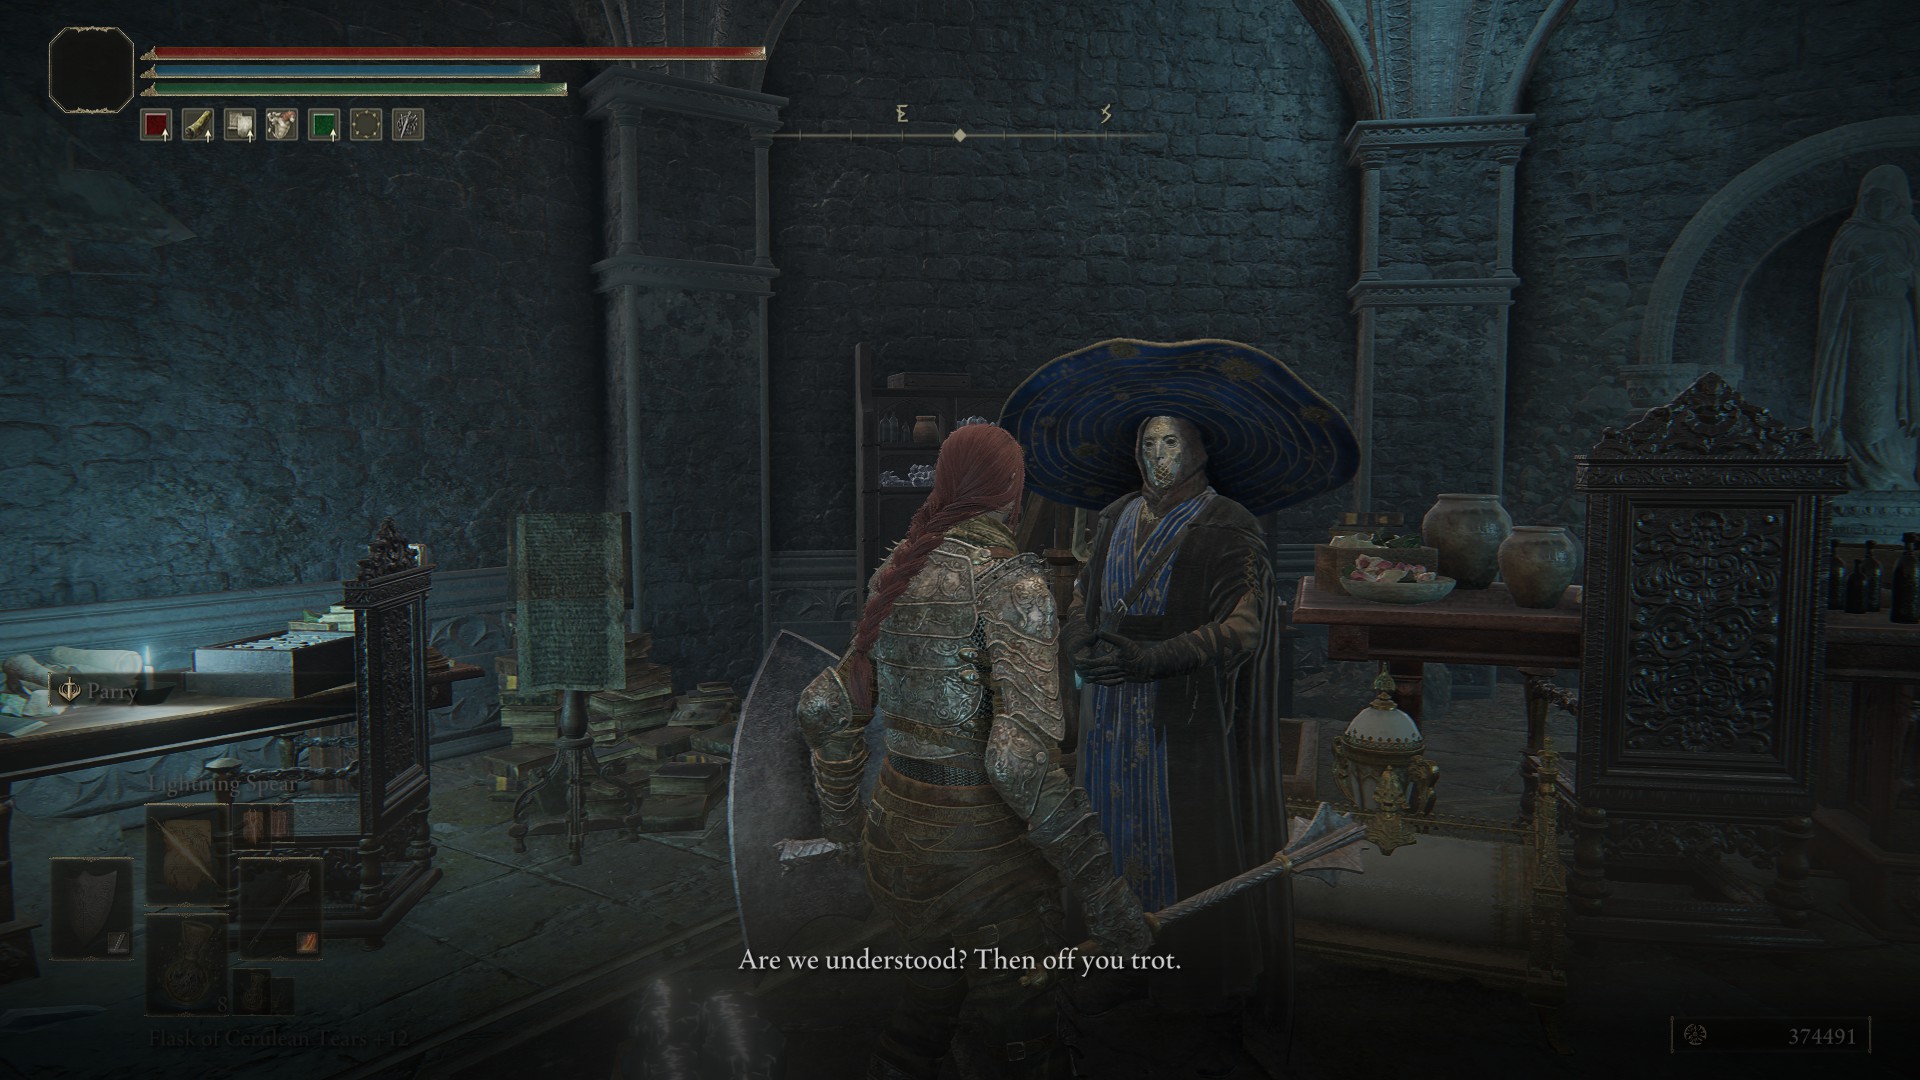 E S
Parry
Lightning Spear
8
Flask of Cerulean Tears +12
Are we understood? Then off you trot.
374491